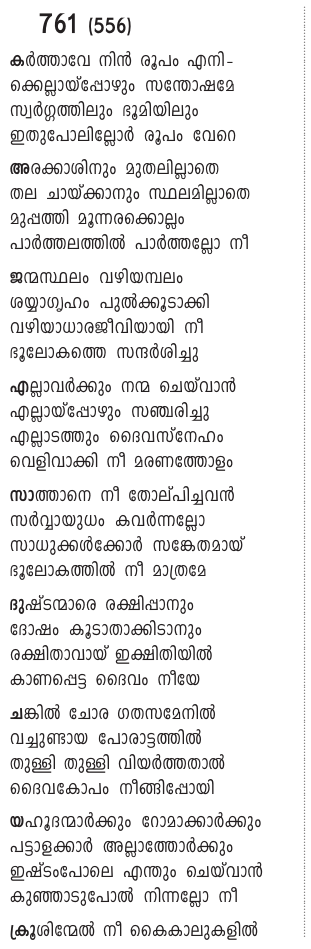 761 (556)
കർത്താവേ നിൻ രൂപം എനി-
ക്കെല്ലായ്പ്പോഴും സന്തോഷമേ
സ്വർഗ്ഗത്തിലും ഭൂമിയിലും
ഇതുപോലില്ലോർ രൂപം വേറെ
അരക്കാശിനും മുതലില്ലാതെ
തല ചായ്ക്കാനും സ്ഥലമില്ലാതെ
മുപ്പത്തി മൂന്നരക്കൊല്ലം
പാർത്തലത്തിൽ പാർത്തല്ലോ നീ
ജന്മസ്ഥലം വഴിയമ്പലം
ശയ്യാഗൃഹം പുൽക്കൂടാക്കി
വഴിയാധാരജീവിയായി നീ
ഭൂലോകത്തെ സന്ദർശിച്ചു
എല്ലാവർക്കും നന്മ ചെയ്‌വാൻ
എല്ലായ്പ്പോഴും സഞ്ചരിച്ചു
എല്ലാടത്തും ദൈവസ്നേഹം
വെളിവാക്കി നീ മരണത്തോളം
സാത്താനെ നീ തോല്പിച്ചവൻ
സർവ്വായുധം കവർന്നല്ലോ
സാധുക്കൾക്കോർ സങ്കേതമായ്
ഭൂലോകത്തിൽ നീ മാത്രമേ
ദുഷ്ടന്മാരെ രക്ഷിപ്പാനും
ദോഷം കൂടാതാക്കിടാനും
രക്ഷിതാവായ് ഇക്ഷിതിയിൽ
കാണപ്പെട്ട ദൈവം നീയേ
ചങ്കിൽ ചോര ഗതസമേനിൽ
വച്ചുണ്ടായ പോരാട്ടത്തിൽ
തുള്ളി തുള്ളി വിയർത്തതാൽ
ദൈവകോപം നീങ്ങിപ്പോയി
യഹൂദന്മാർക്കും റോമാക്കാർക്കും
പട്ടാളക്കാർ അല്ലാത്തോർക്കും
ഇഷ്ടംപോലെ എന്തും ചെയ്‌വാൻ
കുഞ്ഞാടുപോൽ നിന്നല്ലോ നീ
ക്രൂശിന്മേൽ നീ കൈകാലുകളിൽ